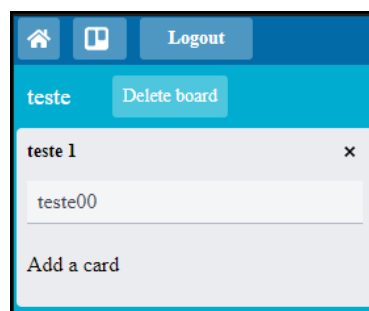 Logout
teste Delete board
teste 1 ×
teste00
Add a card